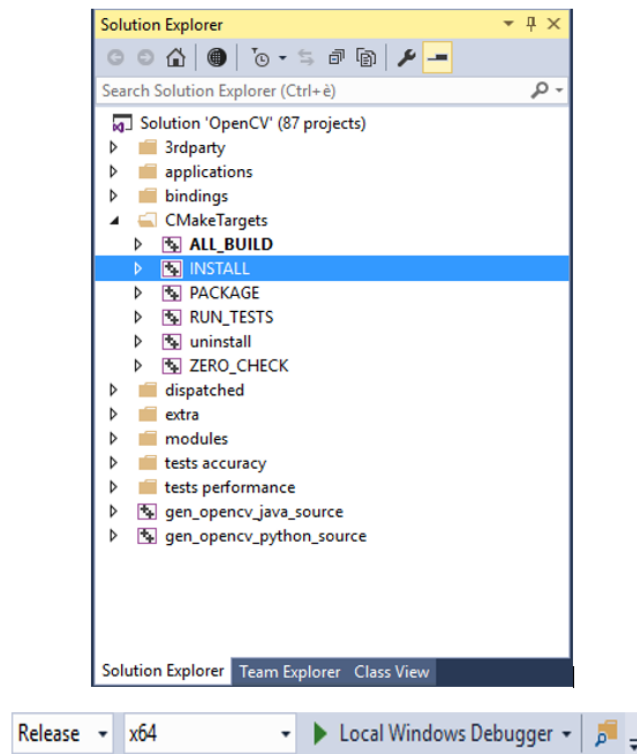 Solution Explorer
Search Solution Explorer (Ctrl+è)
Solution 'OpenCV' (87 projects)
3rdparty
applications
bindings
CMakeTargets
ALL_BUILD
INSTALL
PACKAGE
RUN_TESTS
uninstall
ZERO_CHECK
dispatched
extra
modules
tests accuracy
tests performance
gen_opencv_java_source
gen_opencv_python_source
Solution Explorer Team Explorer Class View
Release x64 Local Windows Debugger